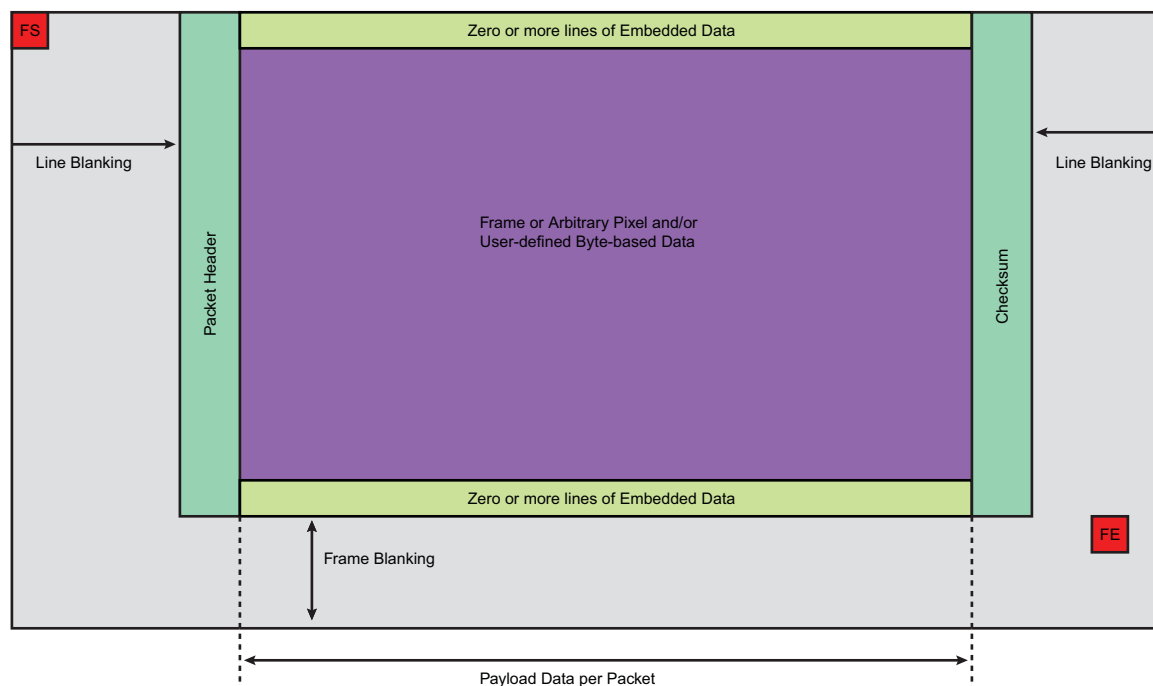 FS
Zero or more lines of Embedded Data
Line Blanking
Line Blanking
Frame or Arbitrary Pixel and/or
User-defined Byte-based Data
Packet Header
Checksum
Zero or more lines of Embedded Data
FE
Frame Blanking
Payload Data per Packet